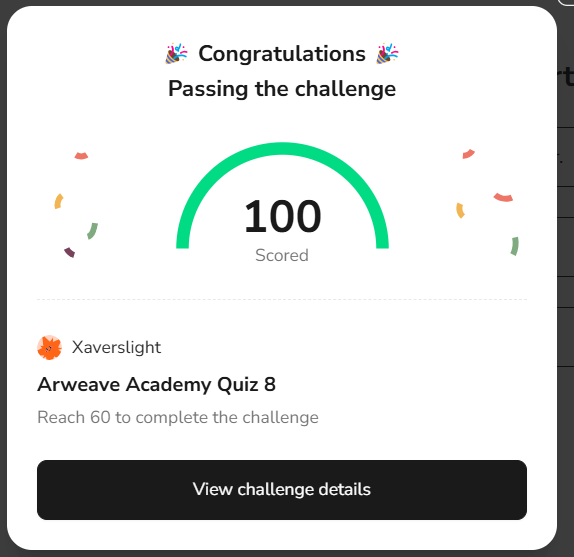 🎉 Congratulations 🎉
Passing the challenge
100
Scored
Xaverslight
Arweave Academy Quiz 8
Reach 60 to complete the challenge
View challenge details